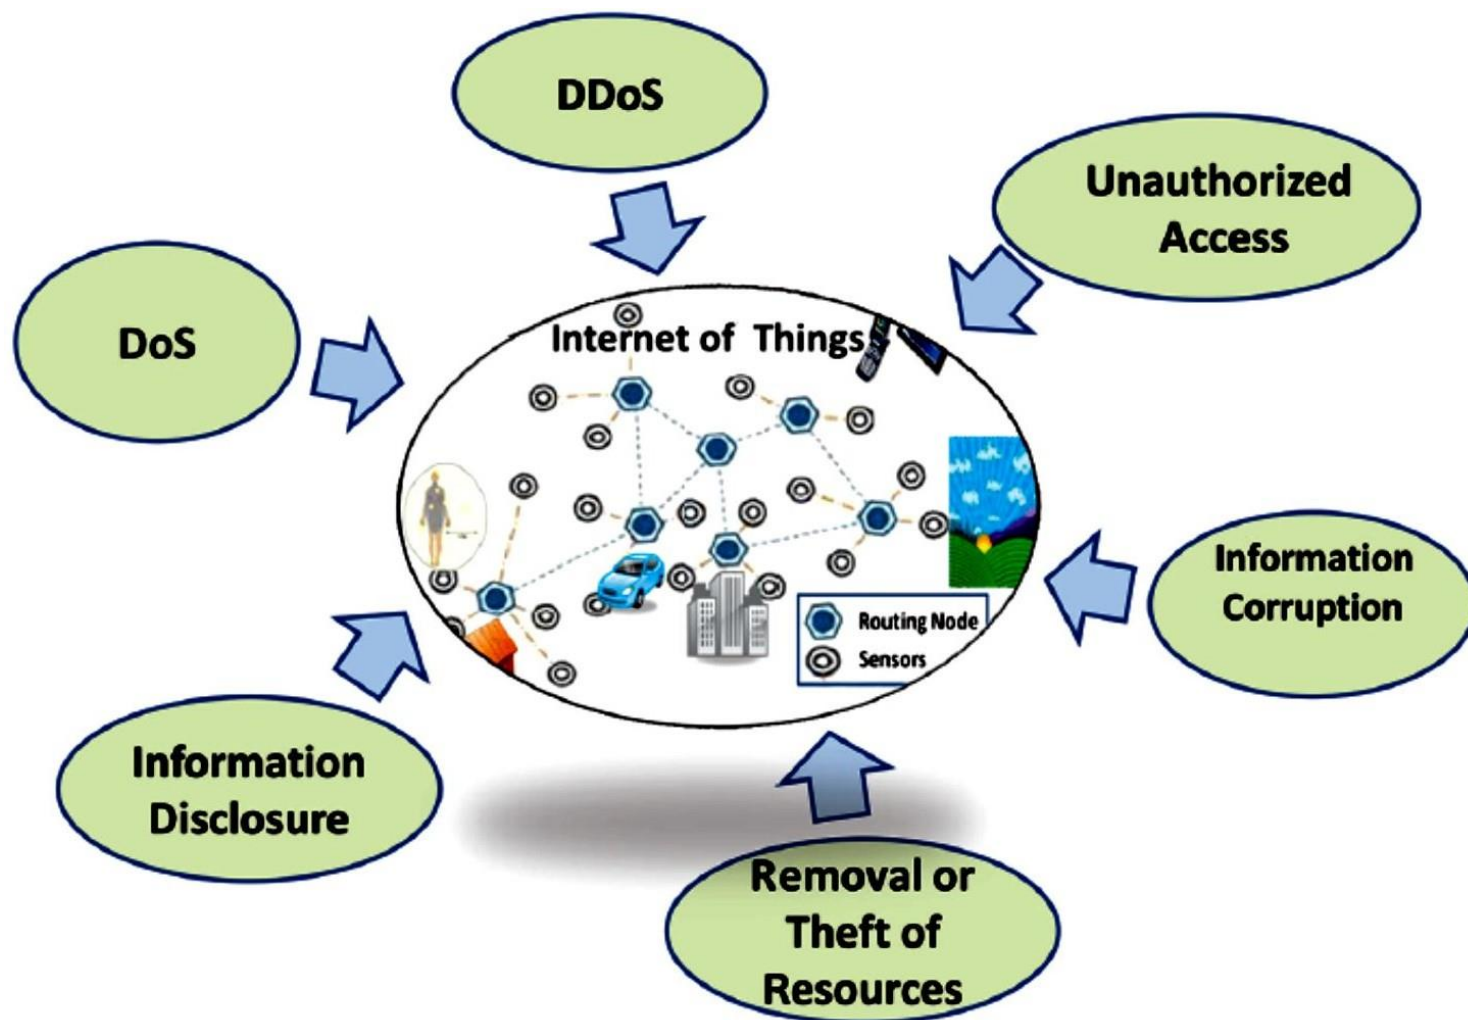 DDoS
Unauthorized
Access
DoS
Internet of Things
Information
Corruption
Routing Node
Sensors
Information
Disclosure
Removal or
Theft of
Resources